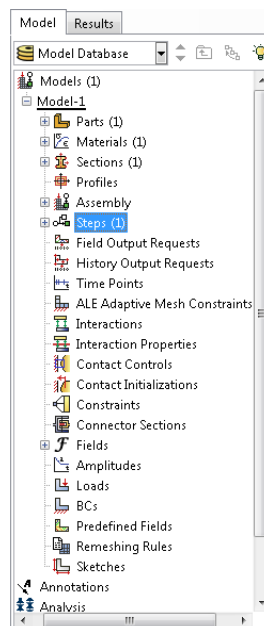 Model Results
Model Database
Models (1)
Model-1
Parts (1)
Materials (1)
Sections (1)
Profiles
Assembly
Steps (1)
Field Output Requests
History Output Requests
Time Points
ALE Adaptive Mesh Constraints
Interactions
Interaction Properties
Contact Controls
Contact Initializations
Constraints
Connector Sections
Fields
Amplitudes
Loads
BCs
Predefined Fields
Remeshing Rules
Sketches
Annotations
Analysis